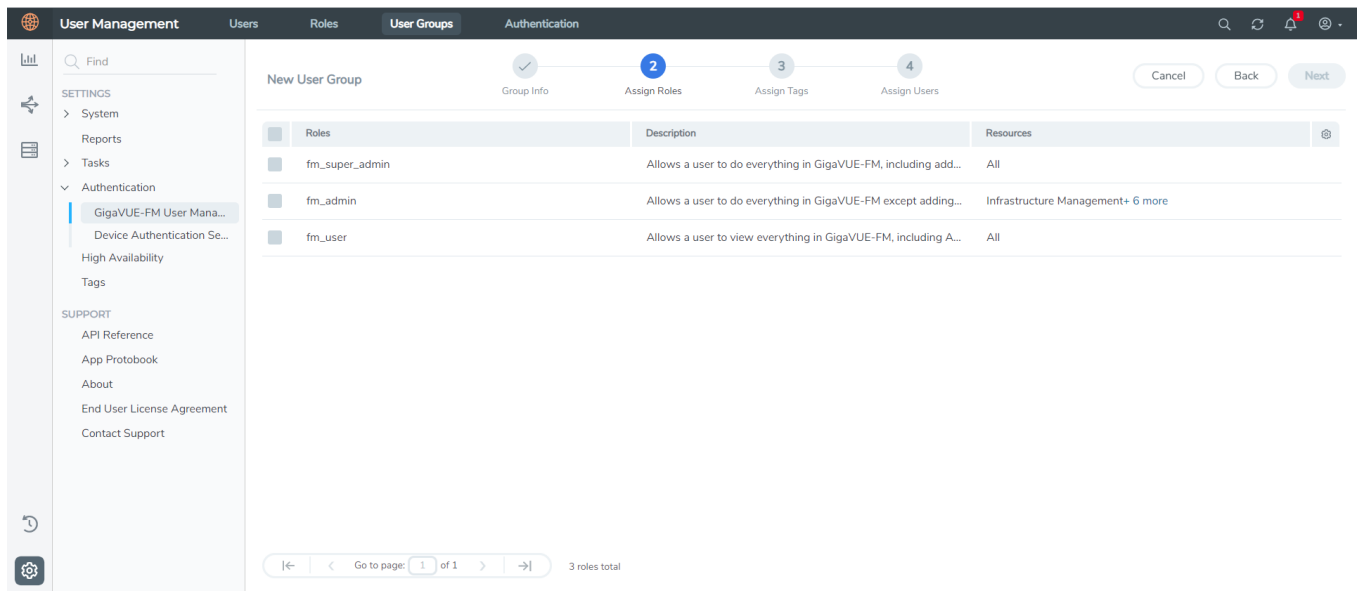 User Management Users Roles User Groups Authentication 1
Find
SETTINGS
System
Reports
Tasks
Authentication
GigaVUE-FM User Mana...
Device Authentication Se...
High Availability
Tags
SUPPORT
API Reference
App Protobook
About
End User License Agreement
Contact Support
New User Group
Group Info
2 Assign Roles
3 Assign Tags
4 Assign Users
Cancel Back Next
Roles Description Resources
fm_super_admin Allows a user to do everything in GigaVUE-FM, including add... All
fm_admin Allows a user to do everything in GigaVUE-FM except adding... Infrastructure Management+ 6 more
fm_user Allows a user to view everything in GigaVUE-FM, including A... All
Go to page: 1 of 1 3 roles total